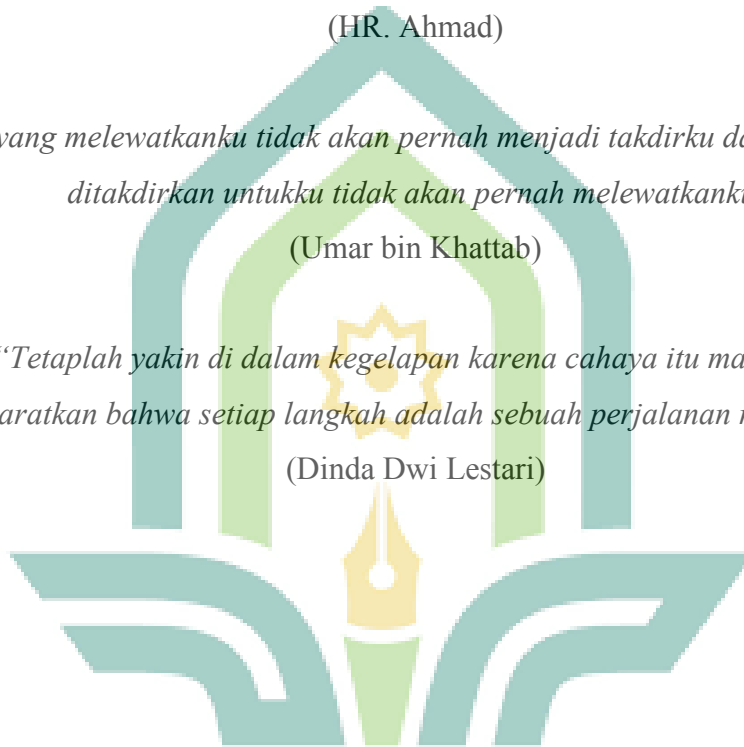 (HR. Ahmad)
yang melewatkanku tidak akan pernah menjadi takdirku da
ditakdirkan untukku tidak akan pernah melewatkanku
(Umar bin Khattab)
“Tetaplah yakin di dalam kegelapan karena cahaya itu ma
aratkan bahwa setiap langkah adalah sebuah perjalanan
(Dinda Dwi Lestari)